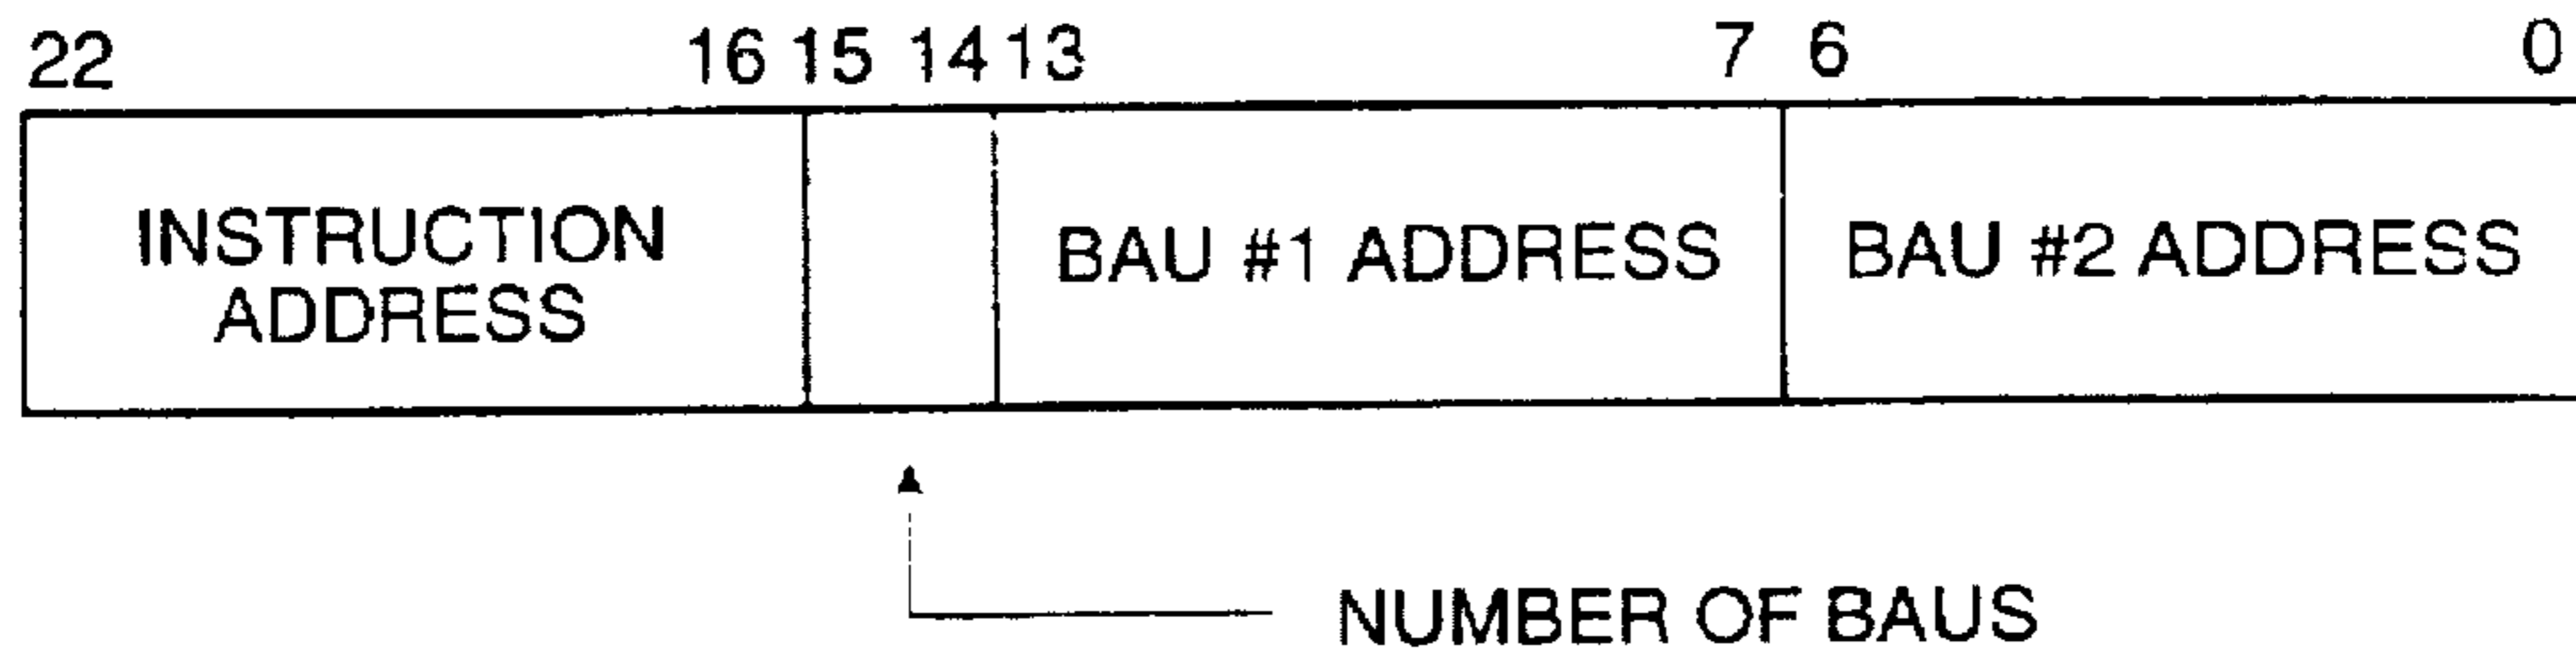 22 16 15 14 13 7 6 0
INSTRUCTION
ADDRESS
BAU #1 ADDRESS
BAU #2 ADDRESS
NUMBER OF BAUS